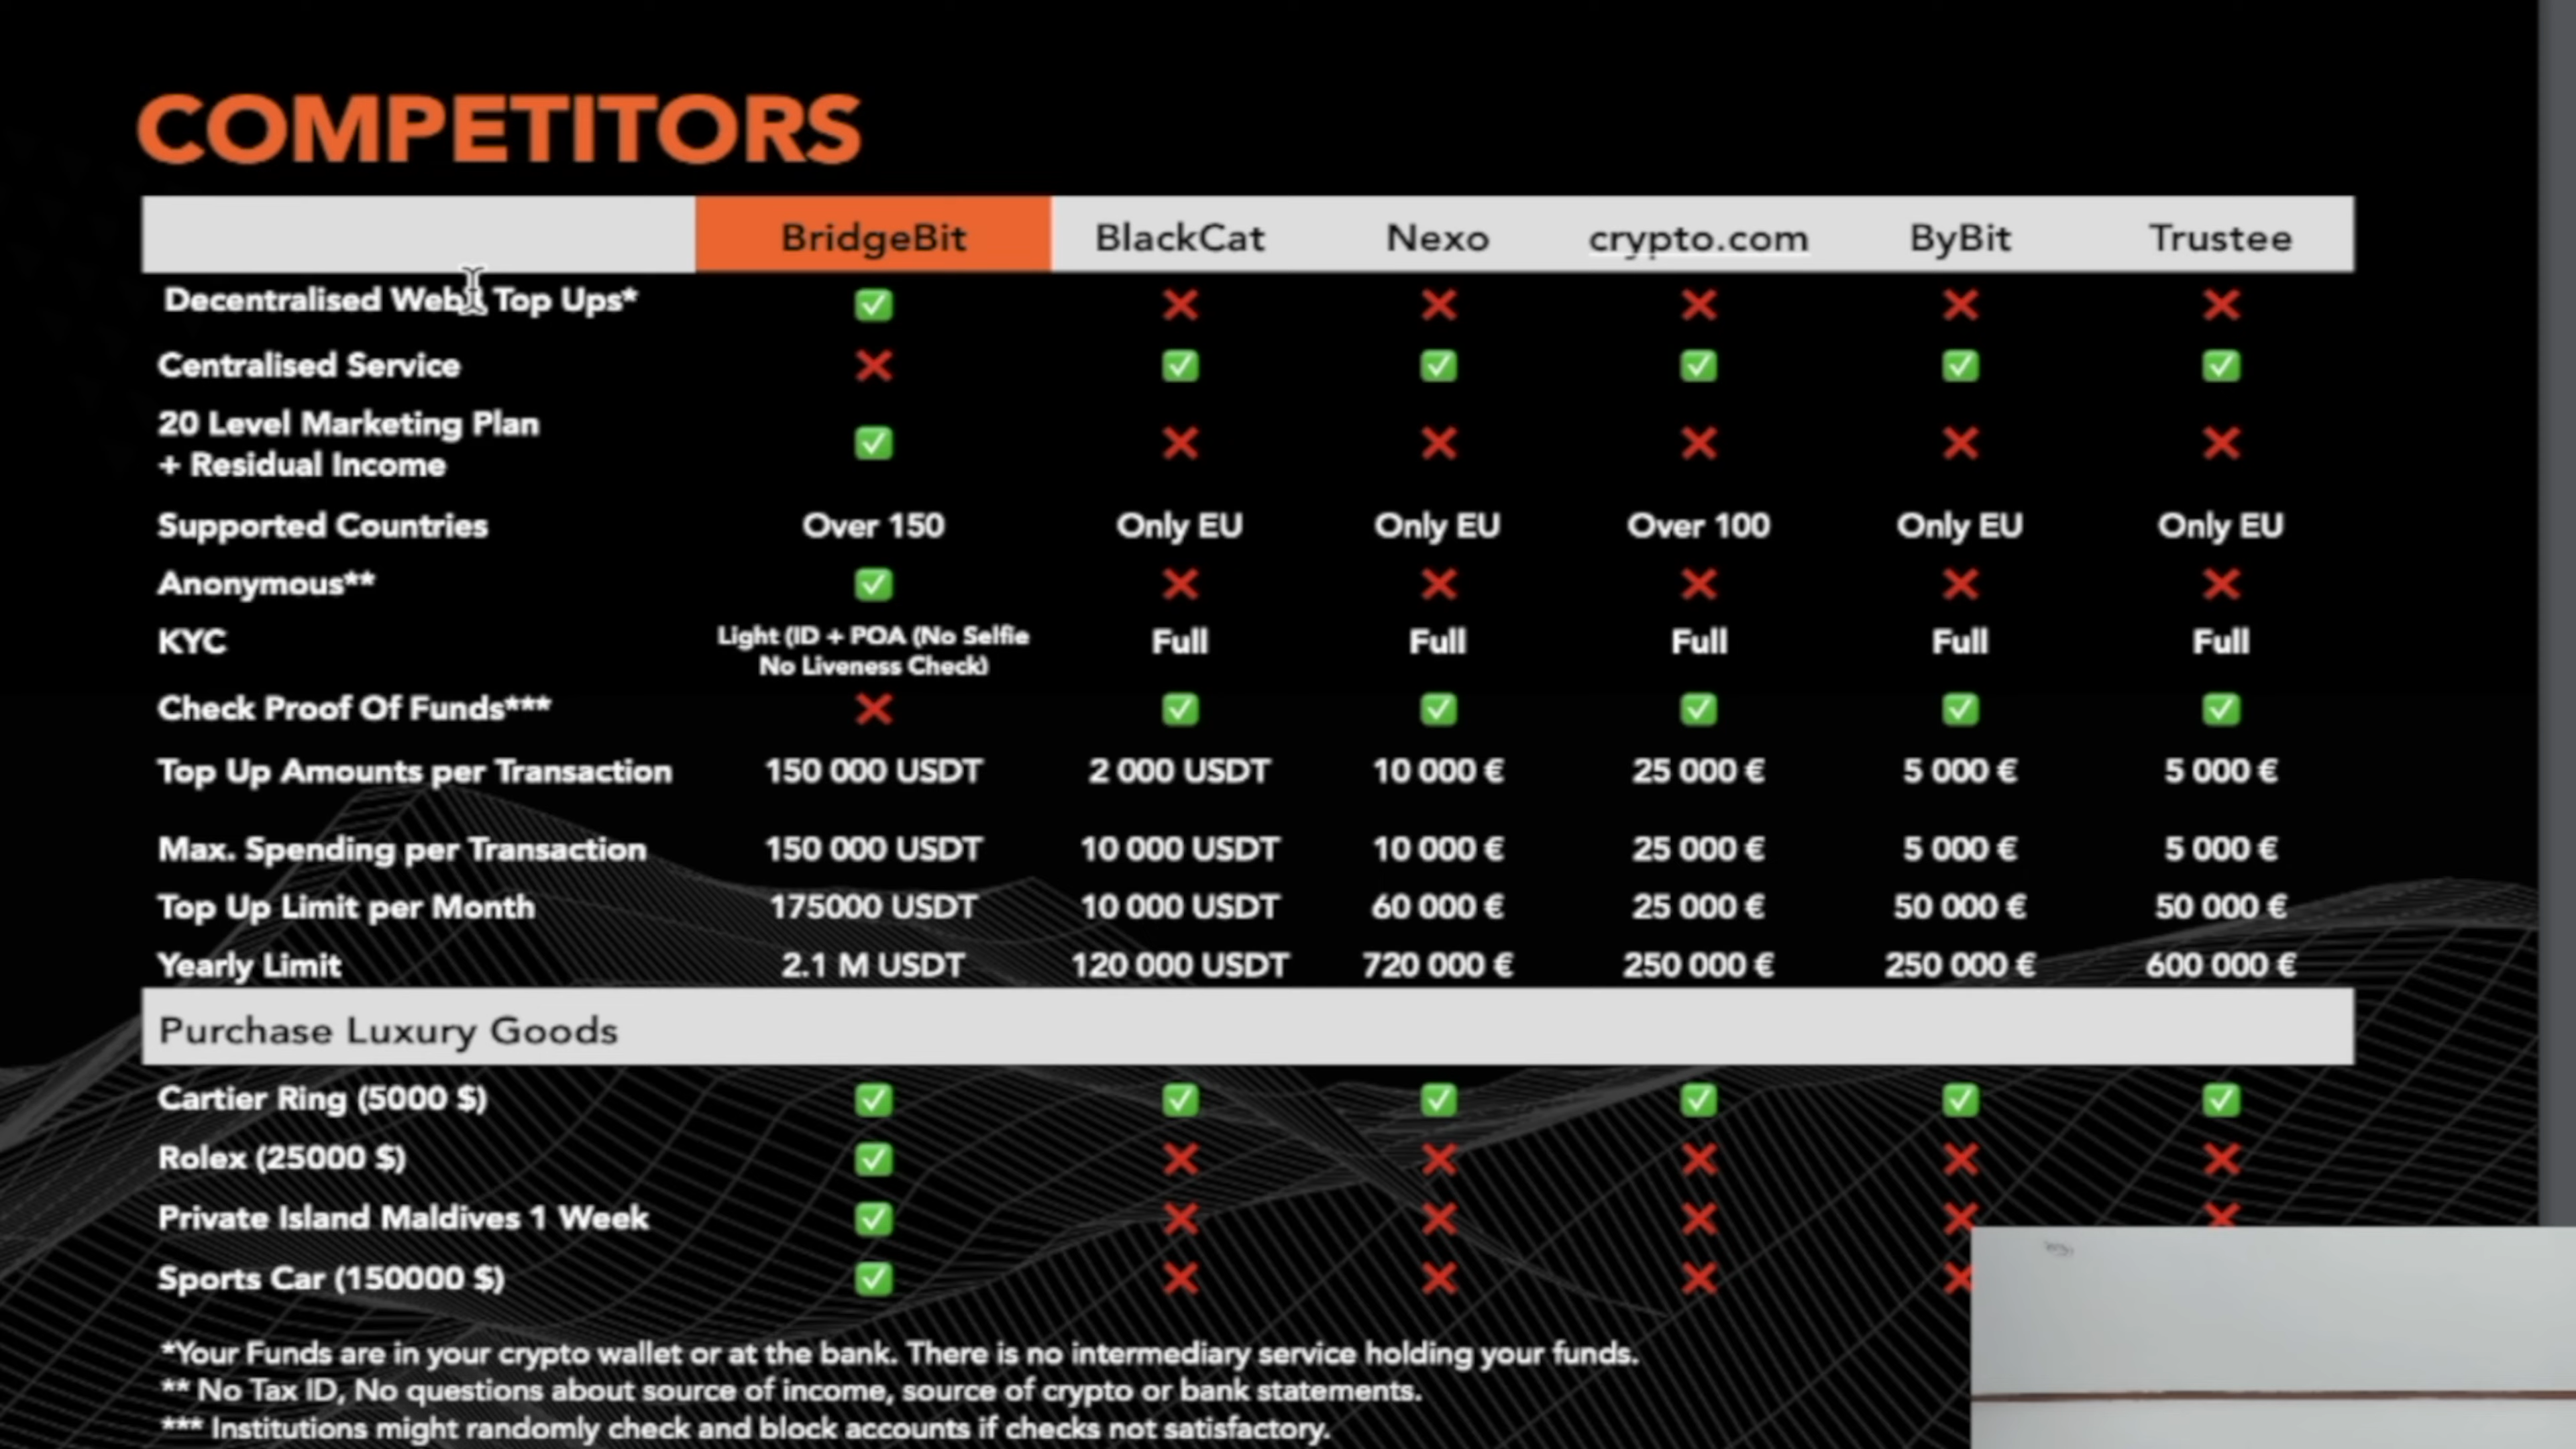 COMPETITORS
BridgeBit BlackCat Nexo crypto.com ByBit Trustee
Decentralised Top Ups*
Centralised Service
20 Level Marketing Plan
+ Residual Income
Supported Countries Over 150 Only EU Only EU Over 100 Only EU Only EU
Anonymous**
KYC Light (ID + POA (No Selfie No Liveness Check) Full Full Full Full Full
Check Proof Of Funds***
Top Up Amounts per Transaction 150 000 USDT 2 000 USDT 10 000 € 25 000 € 5 000 € 5 000 €
Max. Spending per Transaction 150 000 USDT 10 000 USDT 10 000 € 25 000 € 5 000 € 5 000 €
Top Up Limit per Month 175000 USDT 10 000 USDT 60 000 € 25 000 € 50 000 € 50 000 €
Yearly Limit 2.1 M USDT 120 000 USDT 720 000 € 250 000 € 250 000 € 600 000 €
Purchase Luxury Goods
Cartier Ring (5000 $)
Rolex (25000 $)
Private Island Maldives 1 Week
Sports Car (150000 $)
*Your Funds are in your crypto wallet or at the bank. There is no intermediary service holding your funds.
** No Tax ID, No questions about source of income, source of crypto or bank statements.
*** Institutions might randomly check and block accounts if checks not satisfactory.